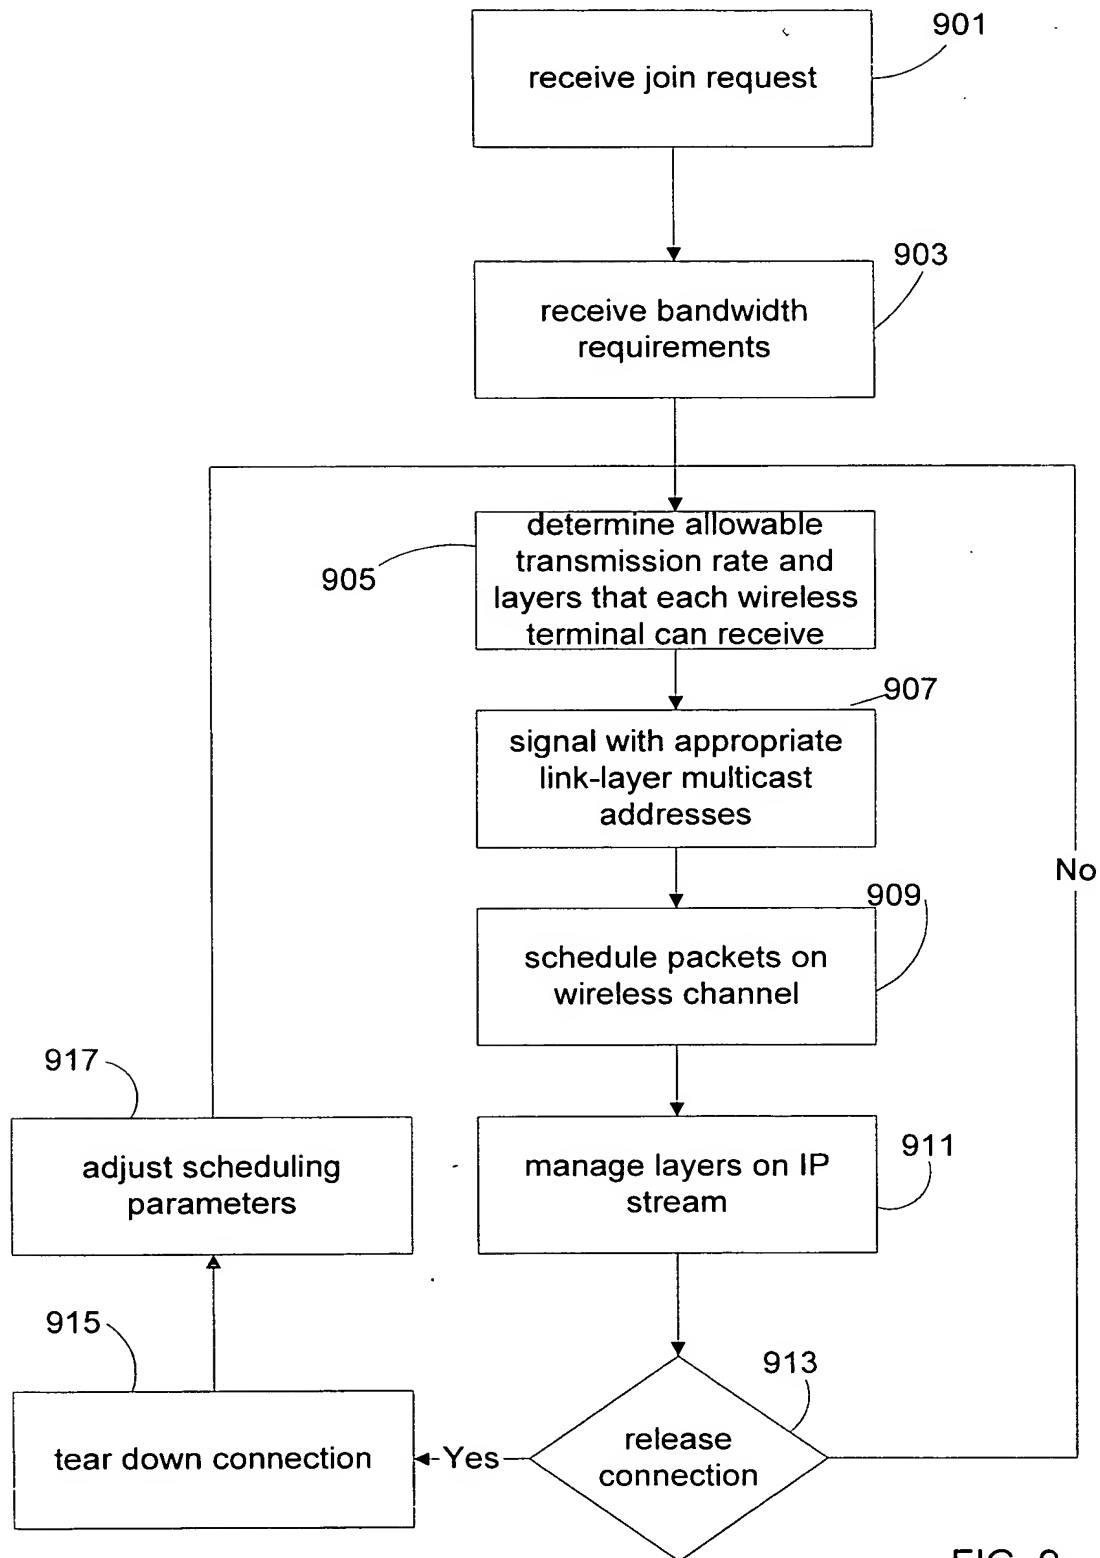 901
receive join request
903
receive bandwidth
requirements
905
determine allowable
transmission rate and
layers that each wireless
terminal can receive
907
signal with appropriate
link-layer multicast
addresses
No
909
schedule packets on
wireless channel
917
adjust scheduling
parameters
911
manage layers on IP
stream
915
tear down connection
Yes
913
release
connection
FIG. 9